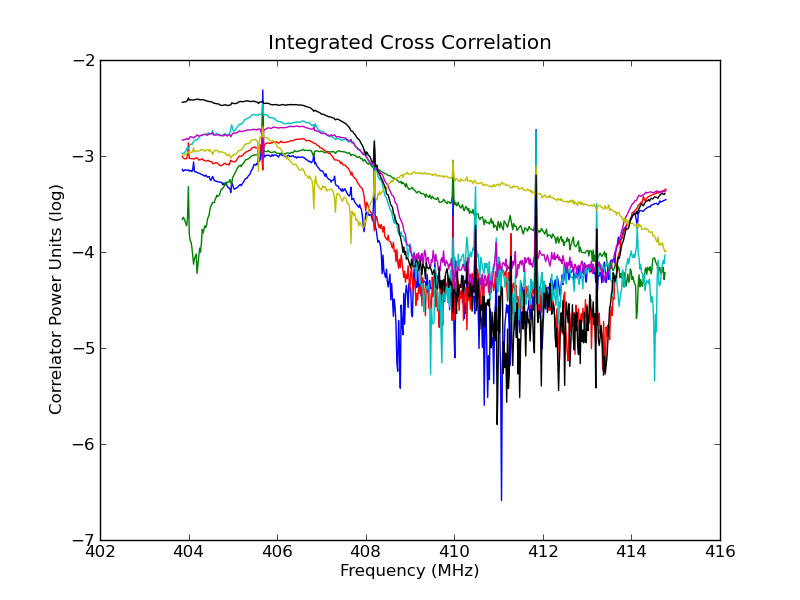 Integrated Cross Correlation
Correlator Power Units (log)
−2
−3
−4
−5
−6
−7
402 404 406 408 410 412 414 416
Frequency (MHz)